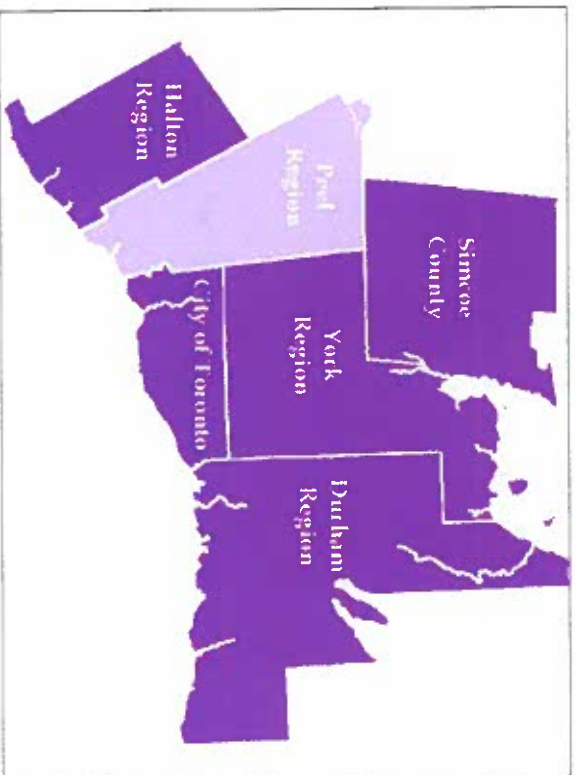 Halton
Region
Peel
Region
Simcoe
County
York
Region
City of Toronto
Durham
Region